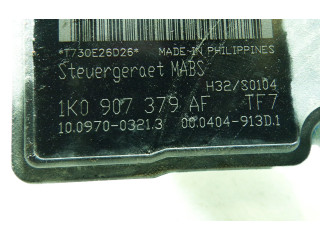 *T730E26D26* MADE IN PHILIPPINES
Steuergeraet MABS
H32/S0104
1K0 907 379 AF TF7
10.0970-0321.3 00.0404-913D.1